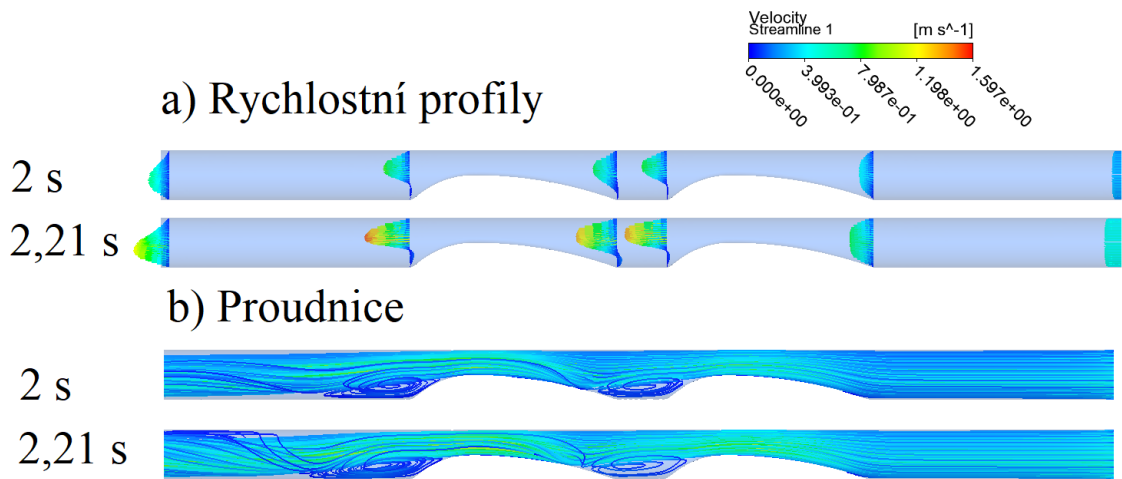 Velocity
Streamline 1 [m s^-1]
0.000e+00 3.993e-01 7.987e-01 1.198e+00 1.597e+00
a) Rychlostní profily
2 s
2,21 s
b) Proudnice
2 s
2,21 s